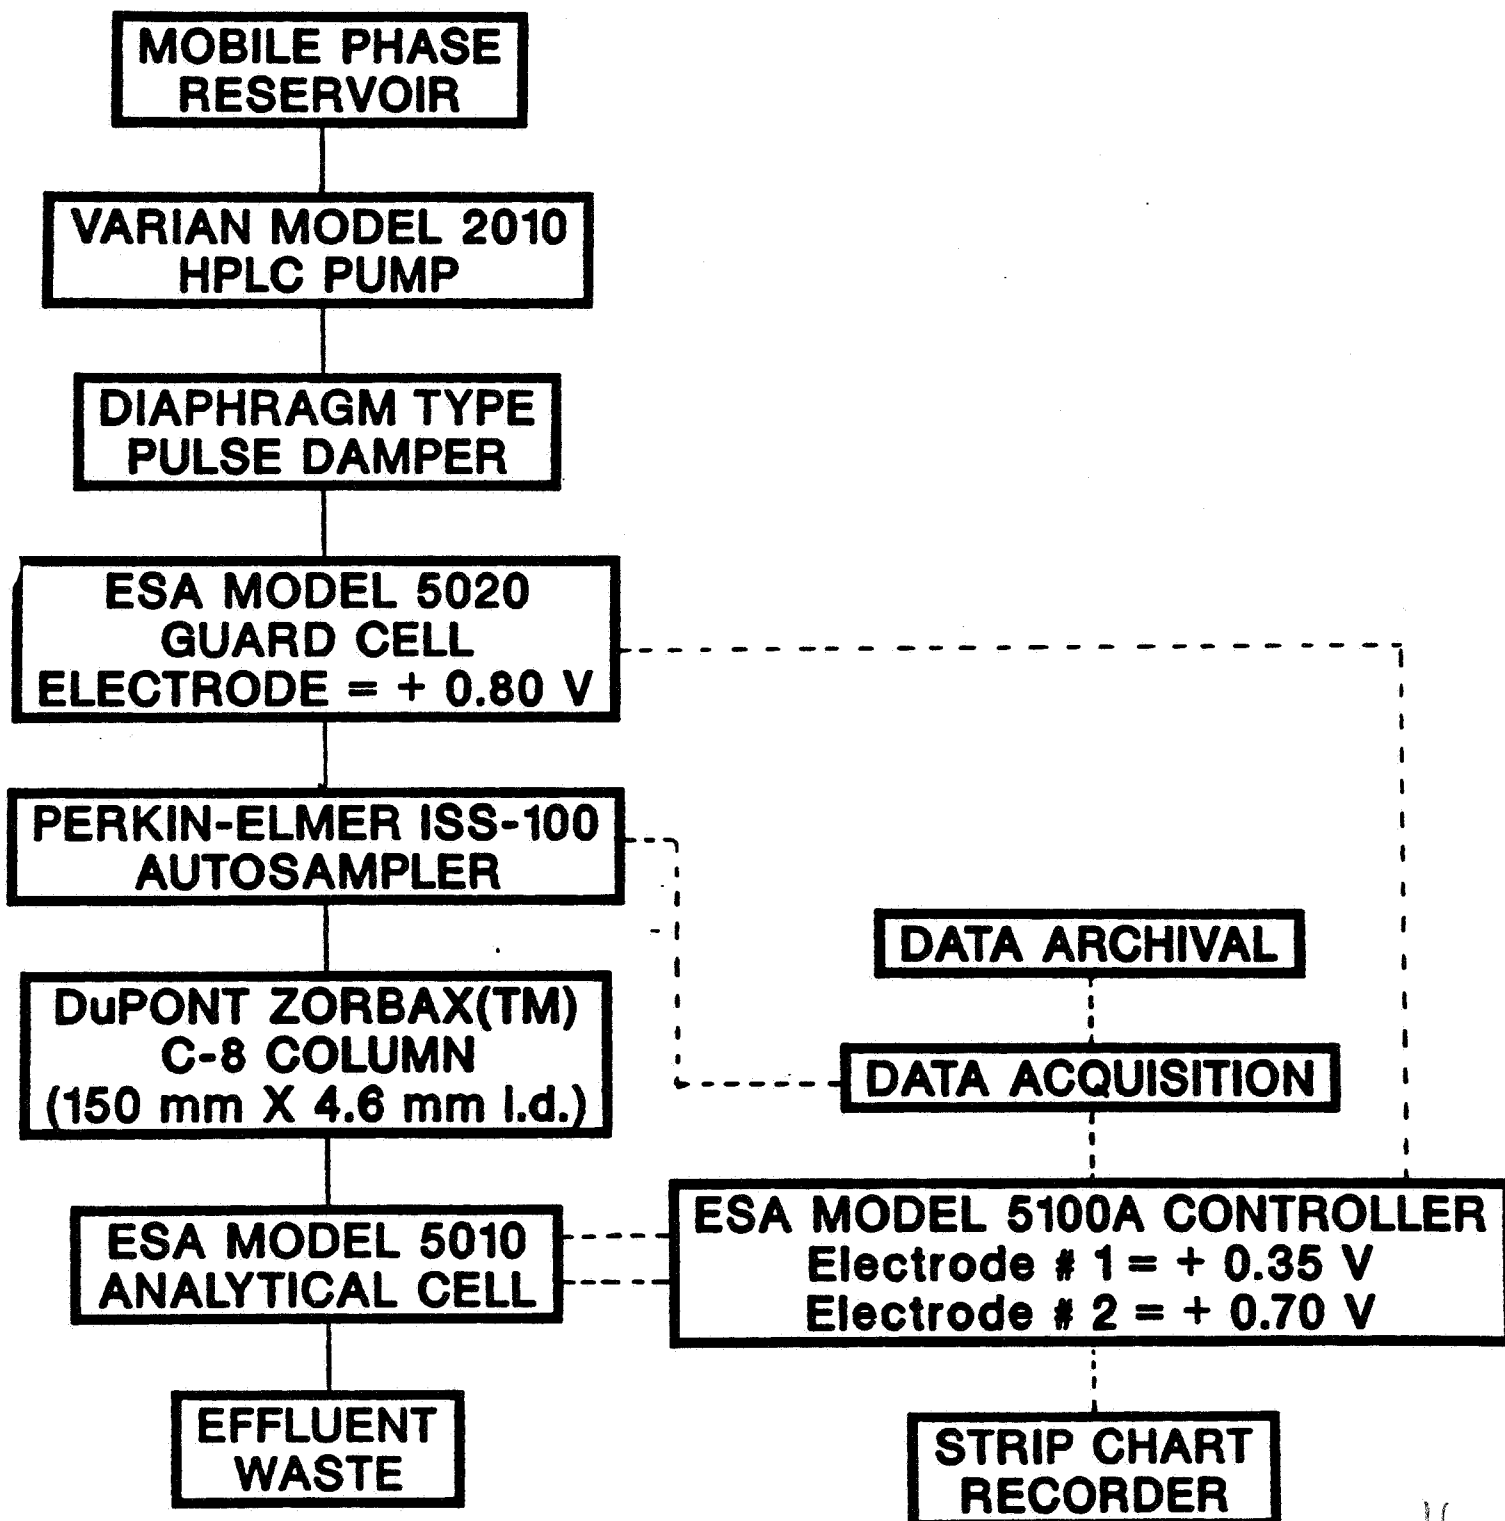 MOBILE PHASE
RESERVOIR
VARIAN MODEL 2010
HPLC PUMP
DIAPHRAGM TYPE
PULSE DAMPER
ESA MODEL 5020
GUARD CELL
ELECTRODE = + 0.80 V
PERKIN-ELMER ISS-100
AUTOSAMPLER
DuPONT ZORBAX(TM)
C-8 COLUMN
(150 mm X 4.6 mm I.d.)
ESA MODEL 5010
ANALYTICAL CELL
EFFLUENT
WASTE
DATA ARCHIVAL
DATA ACQUISITION
ESA MODEL 5100A CONTROLLER
Electrode # 1 = + 0.35 V
Electrode # 2 = + 0.70 V
STRIP CHART
RECORDER